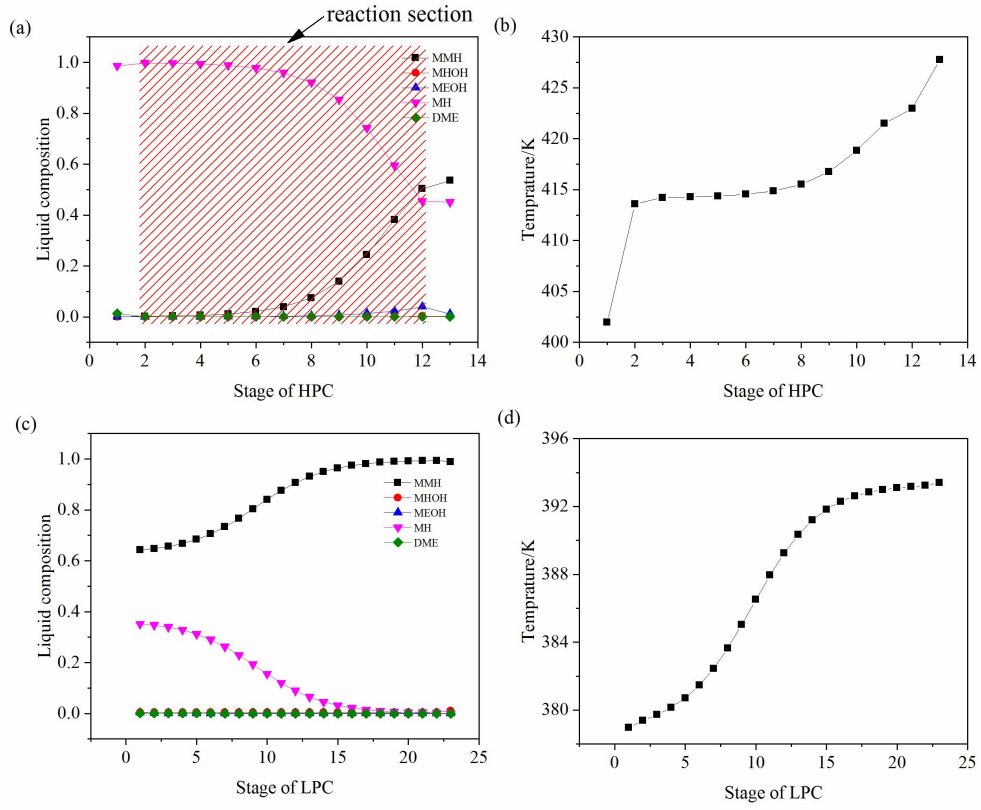 reaction section
(a)
1.0
0.8
0.6
0.4
0.2
0.0
Liquid composition
MMH
MHOH
MEOH
MH
DME
0 2 4 6 8 10 12 14
Stage of HPC
(b)
430
425
420
415
410
405
400
Temprature/K
0 2 4 6 8 10 12 14
Stage of HPC
(c)
1.0
0.8
0.6
0.4
0.2
0.0
Liquid composition
MMH
MHOH
MEOH
MH
DME
0 5 10 15 20 25
Stage of LPC
(d)
396
392
388
384
380
Temprature/K
0 5 10 15 20 25
Stage of LPC